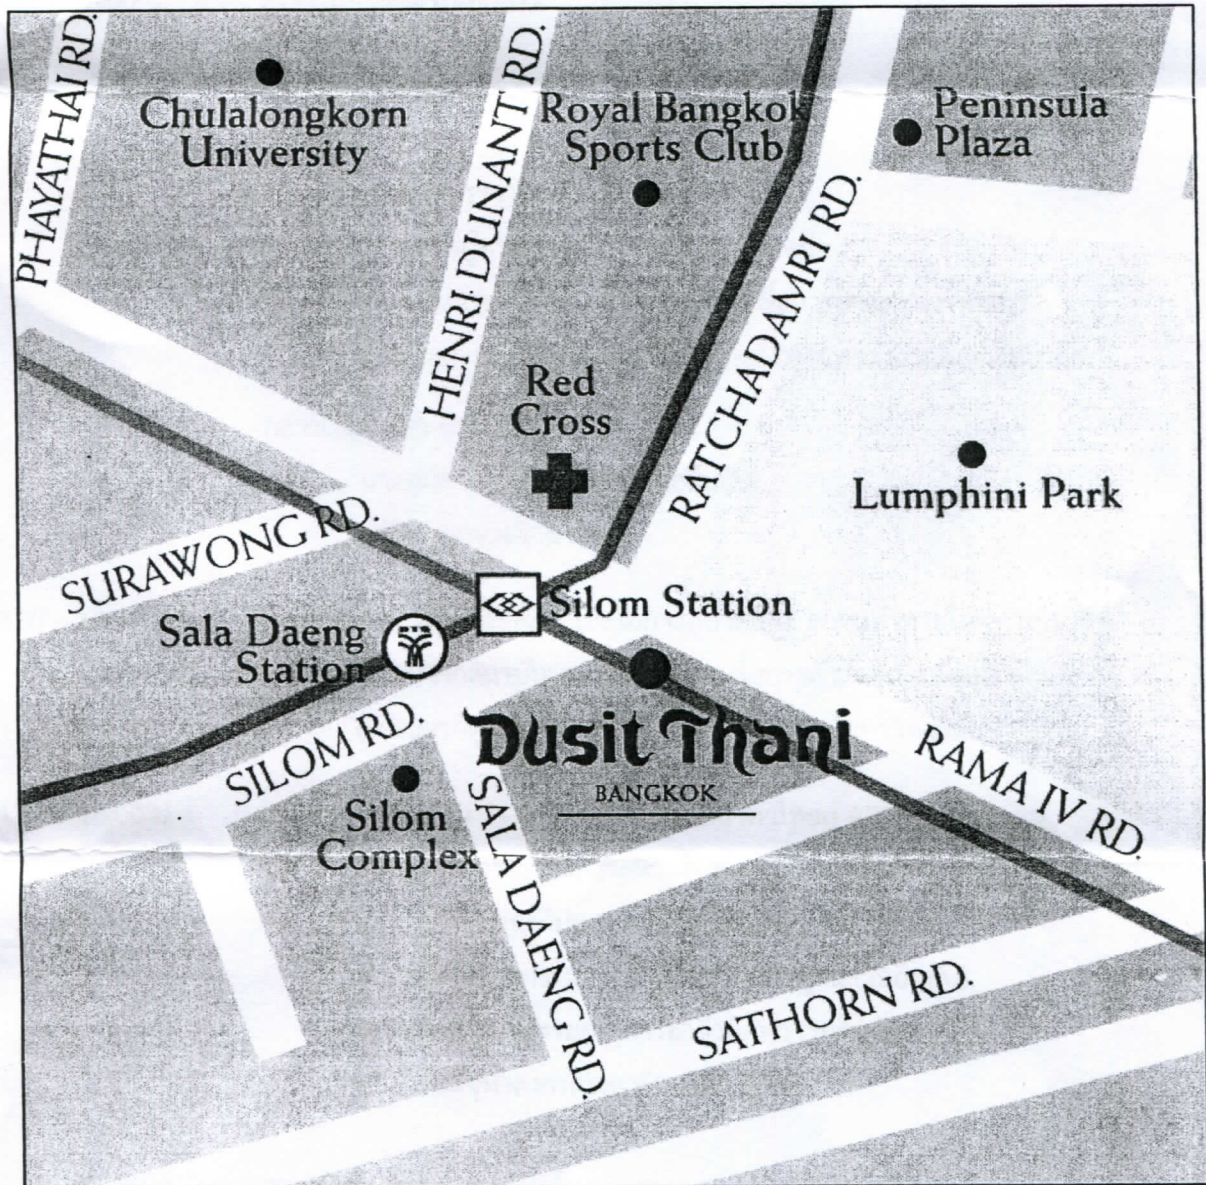 PHAYATHAI RD.
Chulalongkorn
University
HENRI DUNANT RD.
Royal Bangkok
Sports Club
Peninsula
Plaza
RATCHADAMRI RD.
Red
Cross
Lumphini Park
SURAWONG RD.
Silom Station
Sala Daeng
Station
SILOM RD.
Dusit Thani
BANGKOK
RAMA IV RD.
Silom
Complex
SALA DAENG RD.
SATHORN RD.